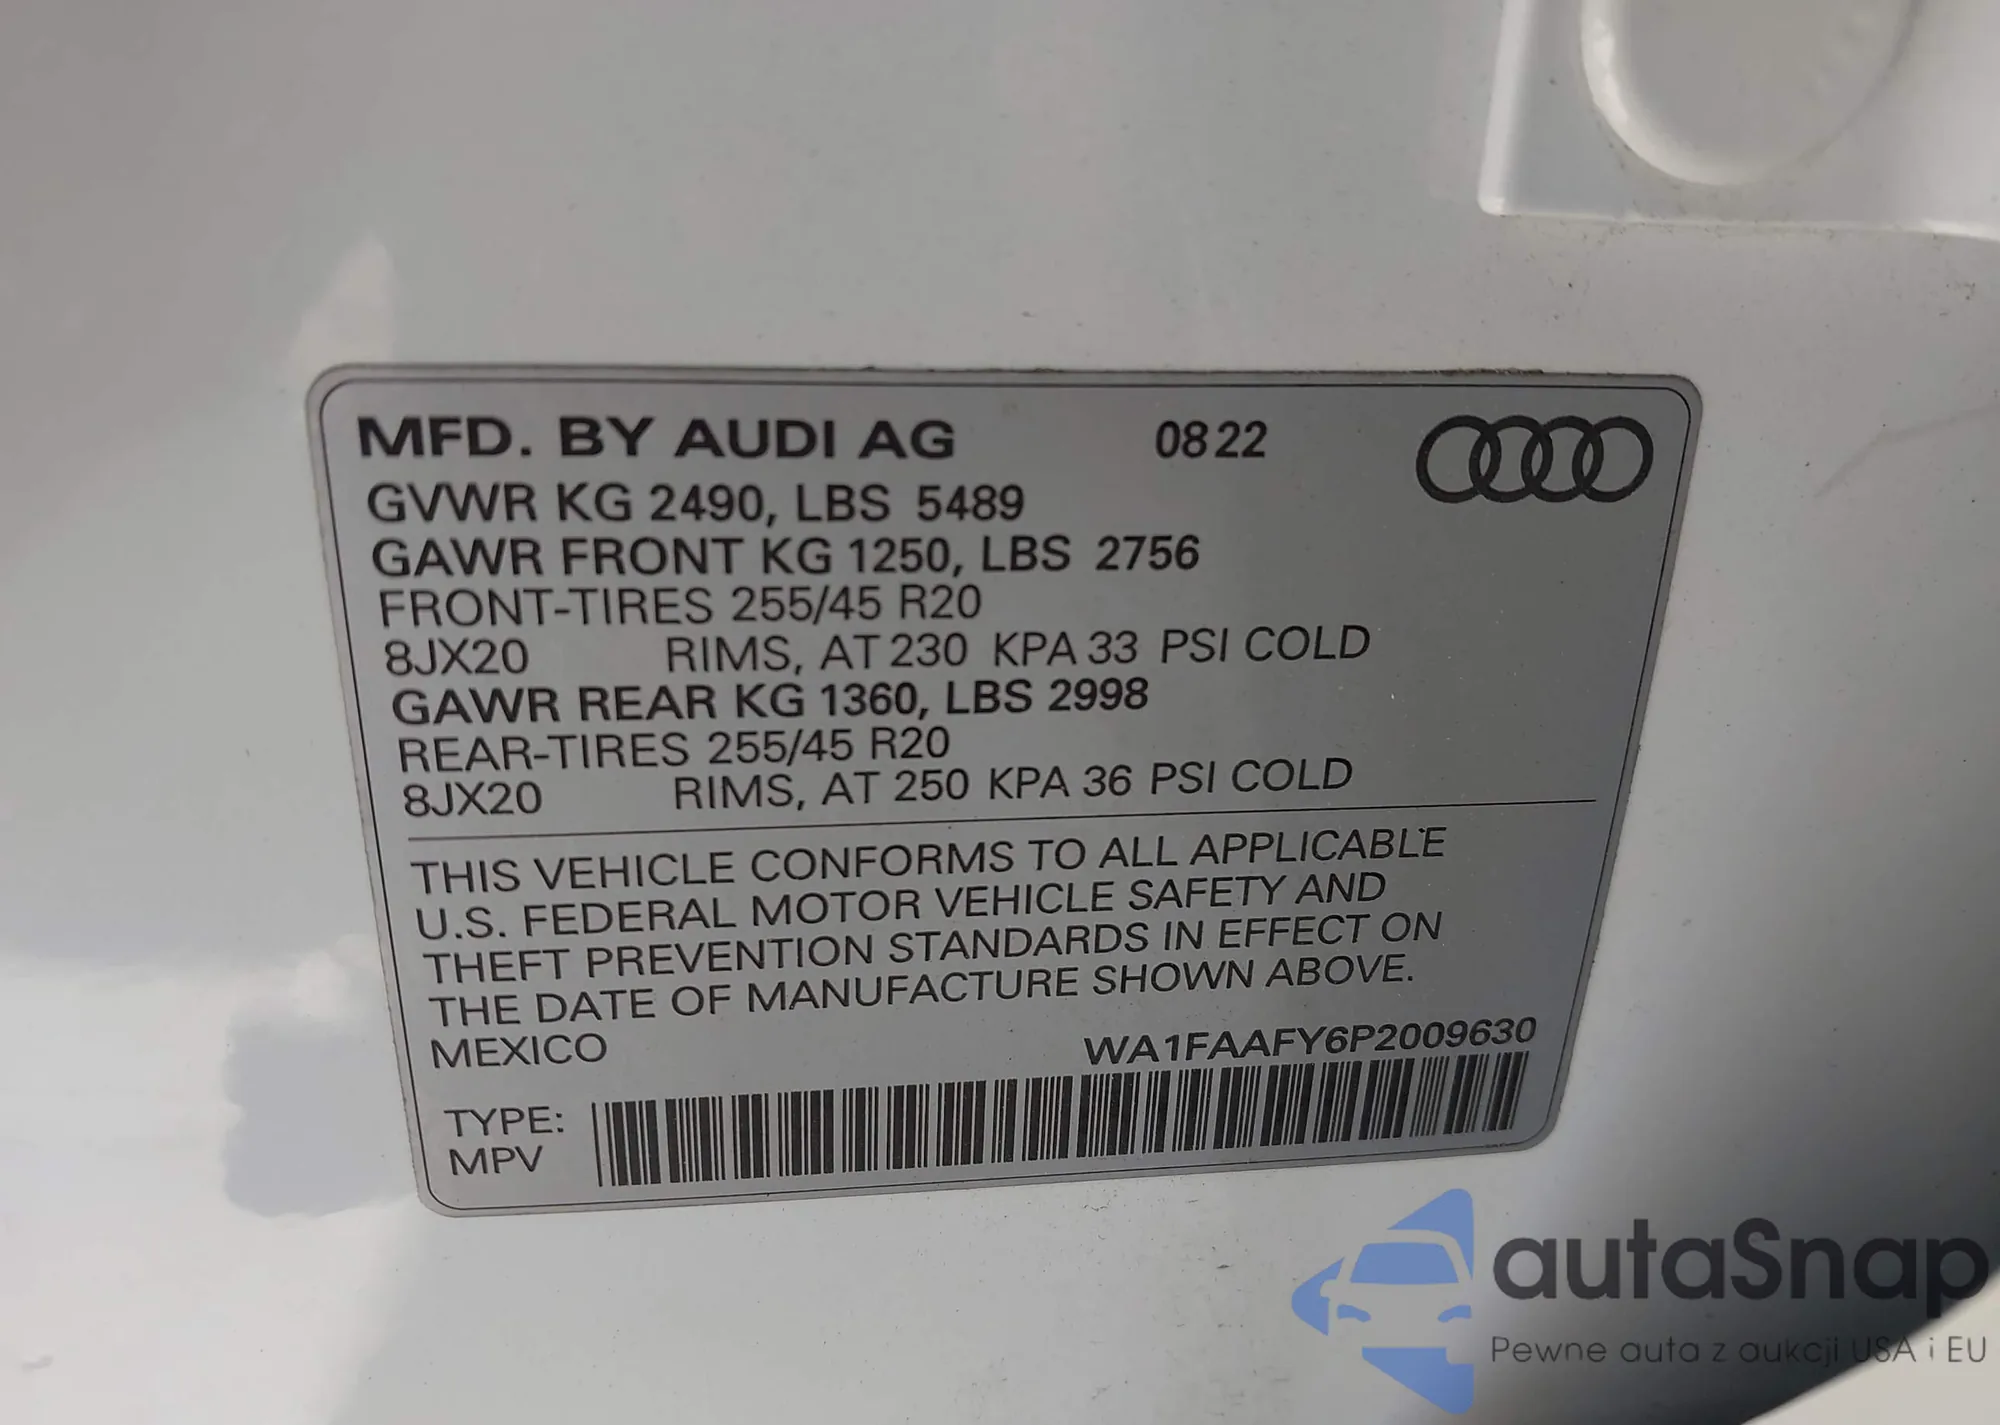 MFD. BY AUDI AG 08 22
GVWR KG 2490, LBS 5489
GAWR FRONT KG 1250, LBS 2756
FRONT-TIRES 255/45 R20
8JX20 RIMS, AT 230 KPA 33 PSI COLD
GAWR REAR KG 1360, LBS 2998
REAR-TIRES 255/45 R20
8JX20 RIMS, AT 250 KPA 36 PSI COLD
THIS VEHICLE CONFORMS TO ALL APPLICABLE
U.S. FEDERAL MOTOR VEHICLE SAFETY AND
THEFT PREVENTION STANDARDS IN EFFECT ON
THE DATE OF MANUFACTURE SHOWN ABOVE.
MEXICO WA1FAAFY6P2009630
TYPE:
MPV
autaSnap
Pewne auta z aukcji USA i EU